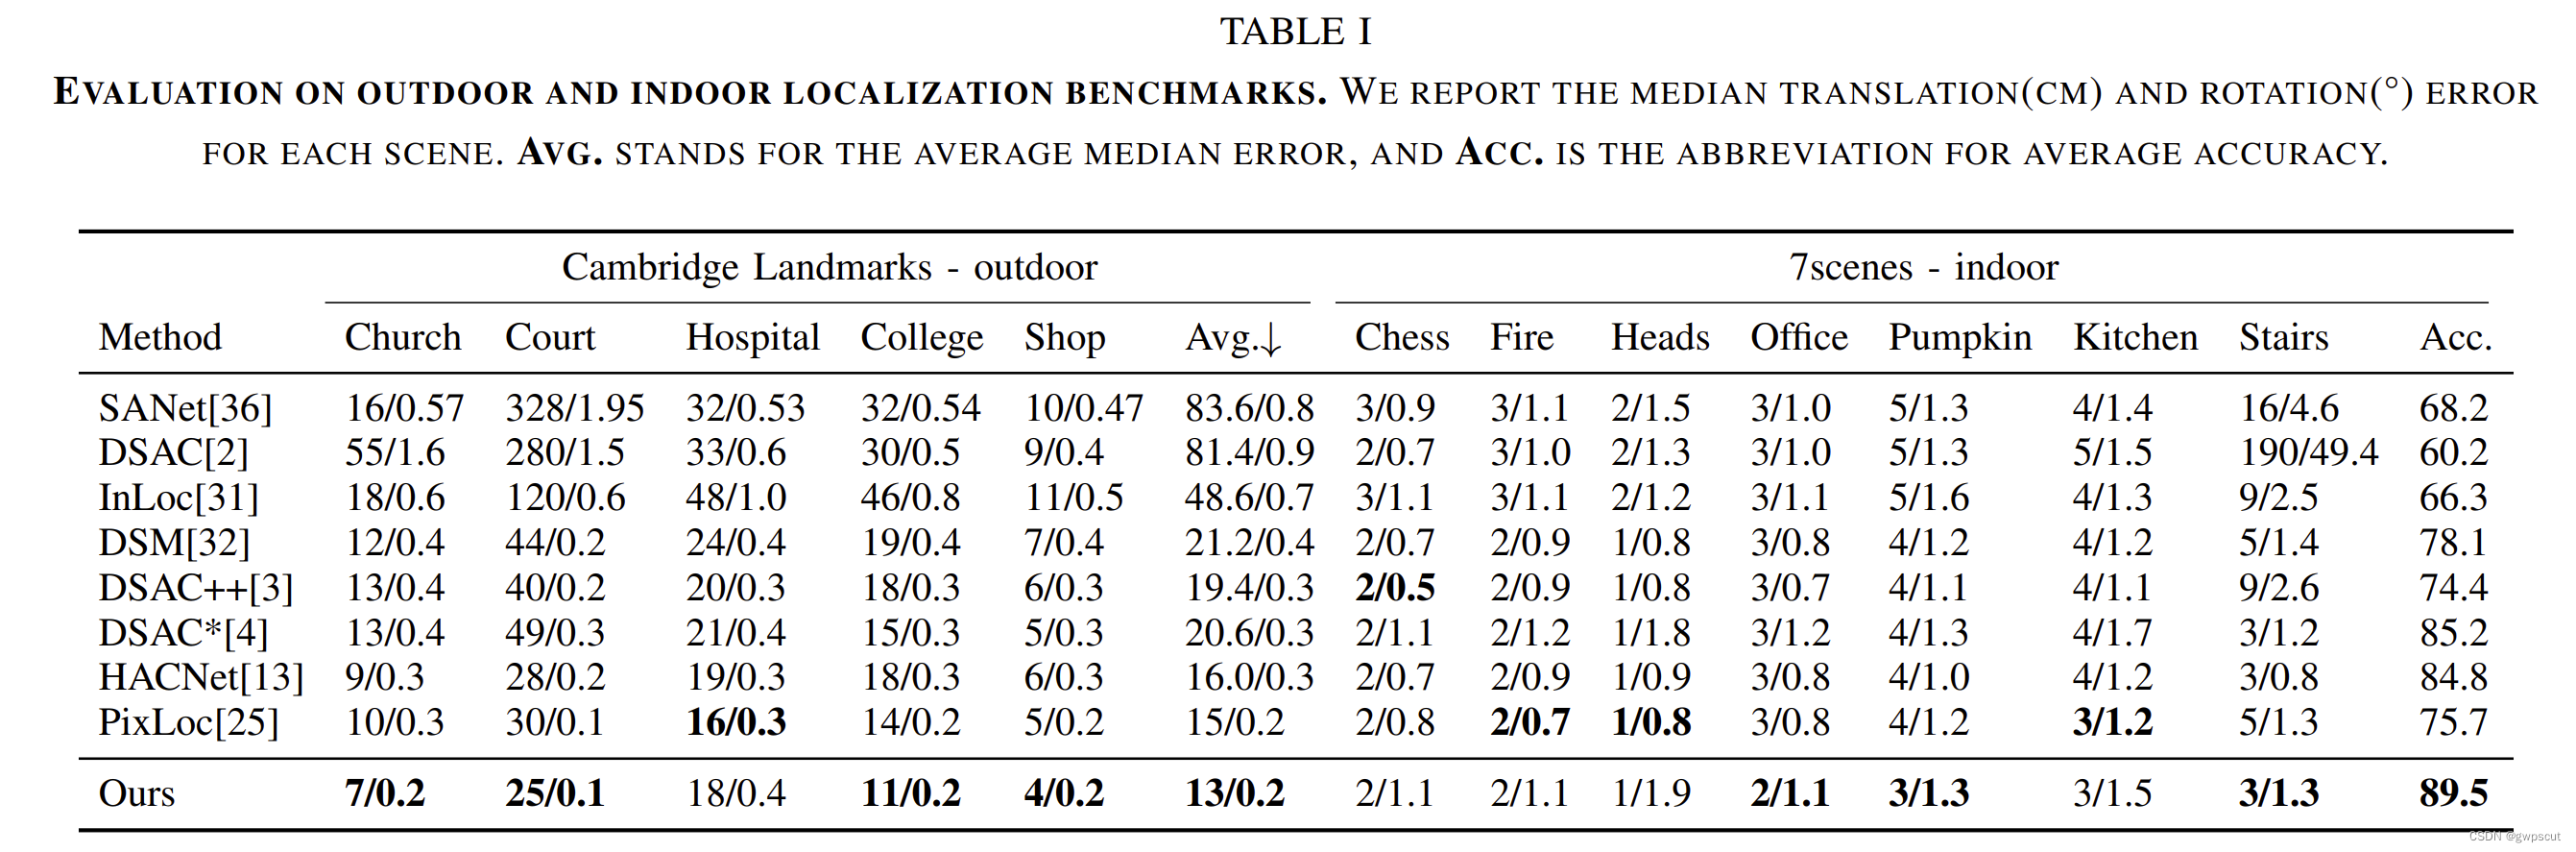 TABLE I
EVALUATION ON OUTDOOR AND INDOOR LOCALIZATION BENCHMARKS. WE REPORT THE MEDIAN TRANSLATION(CM) AND ROTATION(°) ERROR
FOR EACH SCENE. AVG. STANDS FOR THE AVERAGE MEDIAN ERROR, AND ACC. IS THE ABBREVIATION FOR AVERAGE ACCURACY.
Cambridge Landmarks - outdoor 7scenes - indoor
Method Church Court Hospital College Shop Avg.↓ Chess Fire Heads Office Pumpkin Kitchen Stairs Acc.
SANet[36] 16/0.57 328/1.95 32/0.53 32/0.54 10/0.47 83.6/0.8 3/0.9 3/1.1 2/1.5 3/1.0 5/1.3 4/1.4 16/4.6 68.2
DSAC[2] 55/1.6 280/1.5 33/0.6 30/0.5 9/0.4 81.4/0.9 2/0.7 3/1.0 2/1.3 3/1.0 5/1.3 5/1.5 190/49.4 60.2
InLoc[31] 18/0.6 120/0.6 48/1.0 46/0.8 11/0.5 48.6/0.7 3/1.1 3/1.1 2/1.2 3/1.1 5/1.6 4/1.3 9/2.5 66.3
DSM[32] 12/0.4 44/0.2 24/0.4 19/0.4 7/0.4 21.2/0.4 2/0.7 2/0.9 1/0.8 3/0.8 4/1.2 4/1.2 5/1.4 78.1
DSAC++[3] 13/0.4 40/0.2 20/0.3 18/0.3 6/0.3 19.4/0.3 2/0.5 2/0.9 1/0.8 3/0.7 4/1.1 4/1.1 9/2.6 74.4
DSAC*[4] 13/0.4 49/0.3 21/0.4 15/0.3 5/0.3 20.6/0.3 2/1.1 2/1.2 1/1.8 3/1.2 4/1.3 4/1.7 3/1.2 85.2
HACNet[13] 9/0.3 28/0.2 19/0.3 18/0.3 6/0.3 16.0/0.3 2/0.7 2/0.9 1/0.9 3/0.8 4/1.0 4/1.2 3/0.8 84.8
PixLoc[25] 10/0.3 30/0.1 16/0.3 14/0.2 5/0.2 15/0.2 2/0.8 2/0.7 1/0.8 3/0.8 4/1.2 3/1.2 5/1.3 75.7
Ours 7/0.2 25/0.1 18/0.4 11/0.2 4/0.2 13/0.2 2/1.1 2/1.1 1/1.9 2/1.1 3/1.3 3/1.5 3/1.3 89.5
CSDN @gwpscut